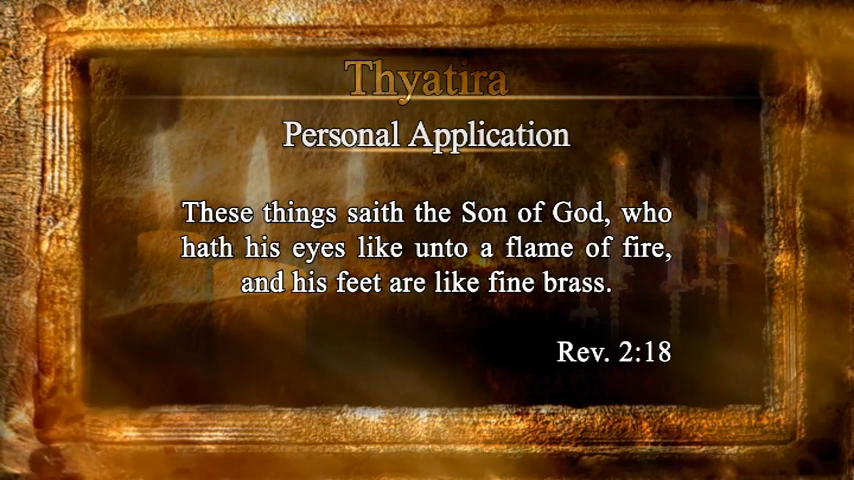 Thyatira
Personal Application
These things saith the Son of God, who
hath his eyes like unto a flame of fire,
and his feet are like fine brass.
Rev. 2:18